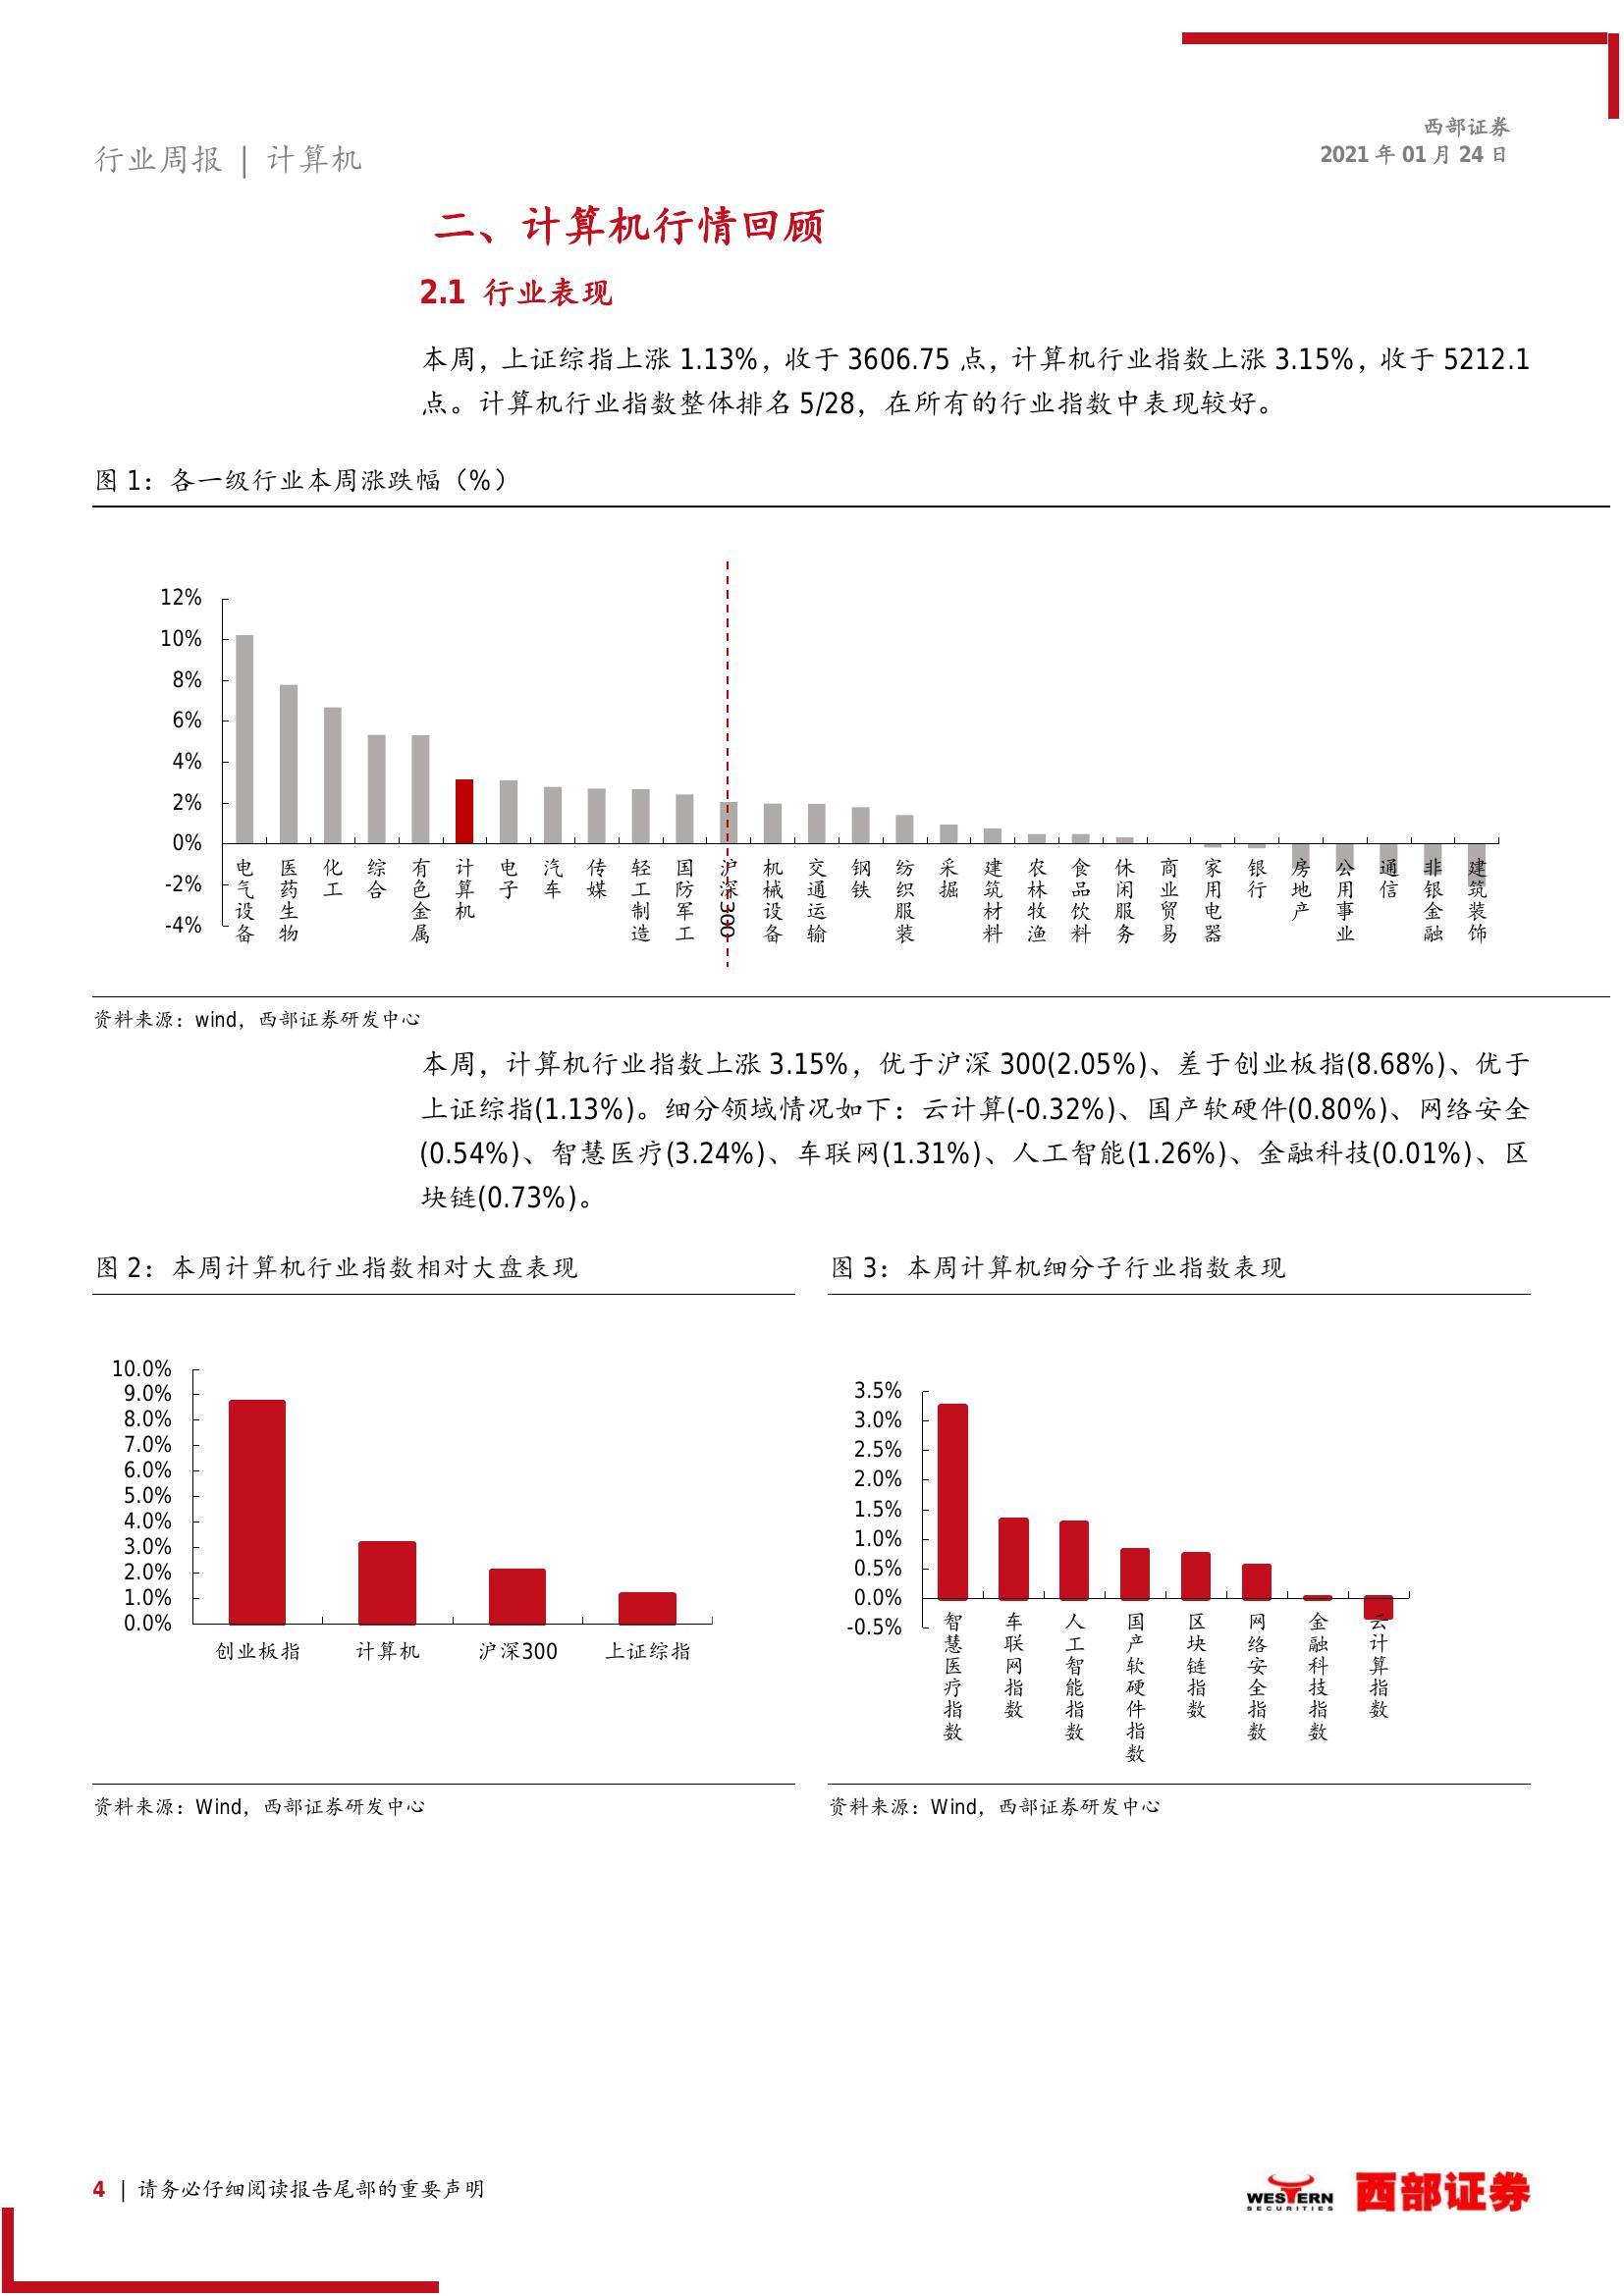 行业周报 | 计算机
西部证券
2021 年 01 月 24 日
二、计算机行情回顾
2.1 行业表现
本周，上证综指上涨 1.13%，收于 3606.75 点，计算机行业指数上涨 3.15%，收于 5212.1
点。计算机行业指数整体排名 5/28，在所有的行业指数中表现较好。
图 1：各一级行业本周涨跌幅（%）
12%
10%
8%
6%
4%
2%
0%
-2%
-4%
电气设备
医药生物
化工
综合
有色金属
计算机
电子
汽车
传媒
轻工制造
国防军工
沪深300
机械设备
交通运输
钢铁
纺织服装
采掘
建筑材料
农林牧渔
食品饮料
休闲服务
商业贸易
家用电器
银行
房地产
公用事业
通信
非银金融
建筑装饰
资料来源：wind，西部证券研发中心
本周，计算机行业指数上涨 3.15%，优于沪深 300(2.05%)、差于创业板指(8.68%)、优于
上证综指(1.13%)。细分领域情况如下：云计算(-0.32%)、国产软硬件(0.80%)、网络安全
(0.54%)、智慧医疗(3.24%)、车联网(1.31%)、人工智能(1.26%)、金融科技(0.01%)、区
块链(0.73%)。
图 2：本周计算机行业指数相对大盘表现
10.0%
9.0%
8.0%
7.0%
6.0%
5.0%
4.0%
3.0%
2.0%
1.0%
0.0%
创业板指
计算机
沪深300
上证综指
资料来源：Wind，西部证券研发中心
图 3：本周计算机细分子行业指数表现
3.5%
3.0%
2.5%
2.0%
1.5%
1.0%
0.5%
0.0%
-0.5%
智慧医疗指数
车联网指数
人工智能指数
国产软硬件指数
区块链指数
网络安全指数
金融科技指数
云计算指数
资料来源：Wind，西部证券研发中心
4 | 请务必仔细阅读报告尾部的重要声明
WESTERN
SECURITIES
西部证券